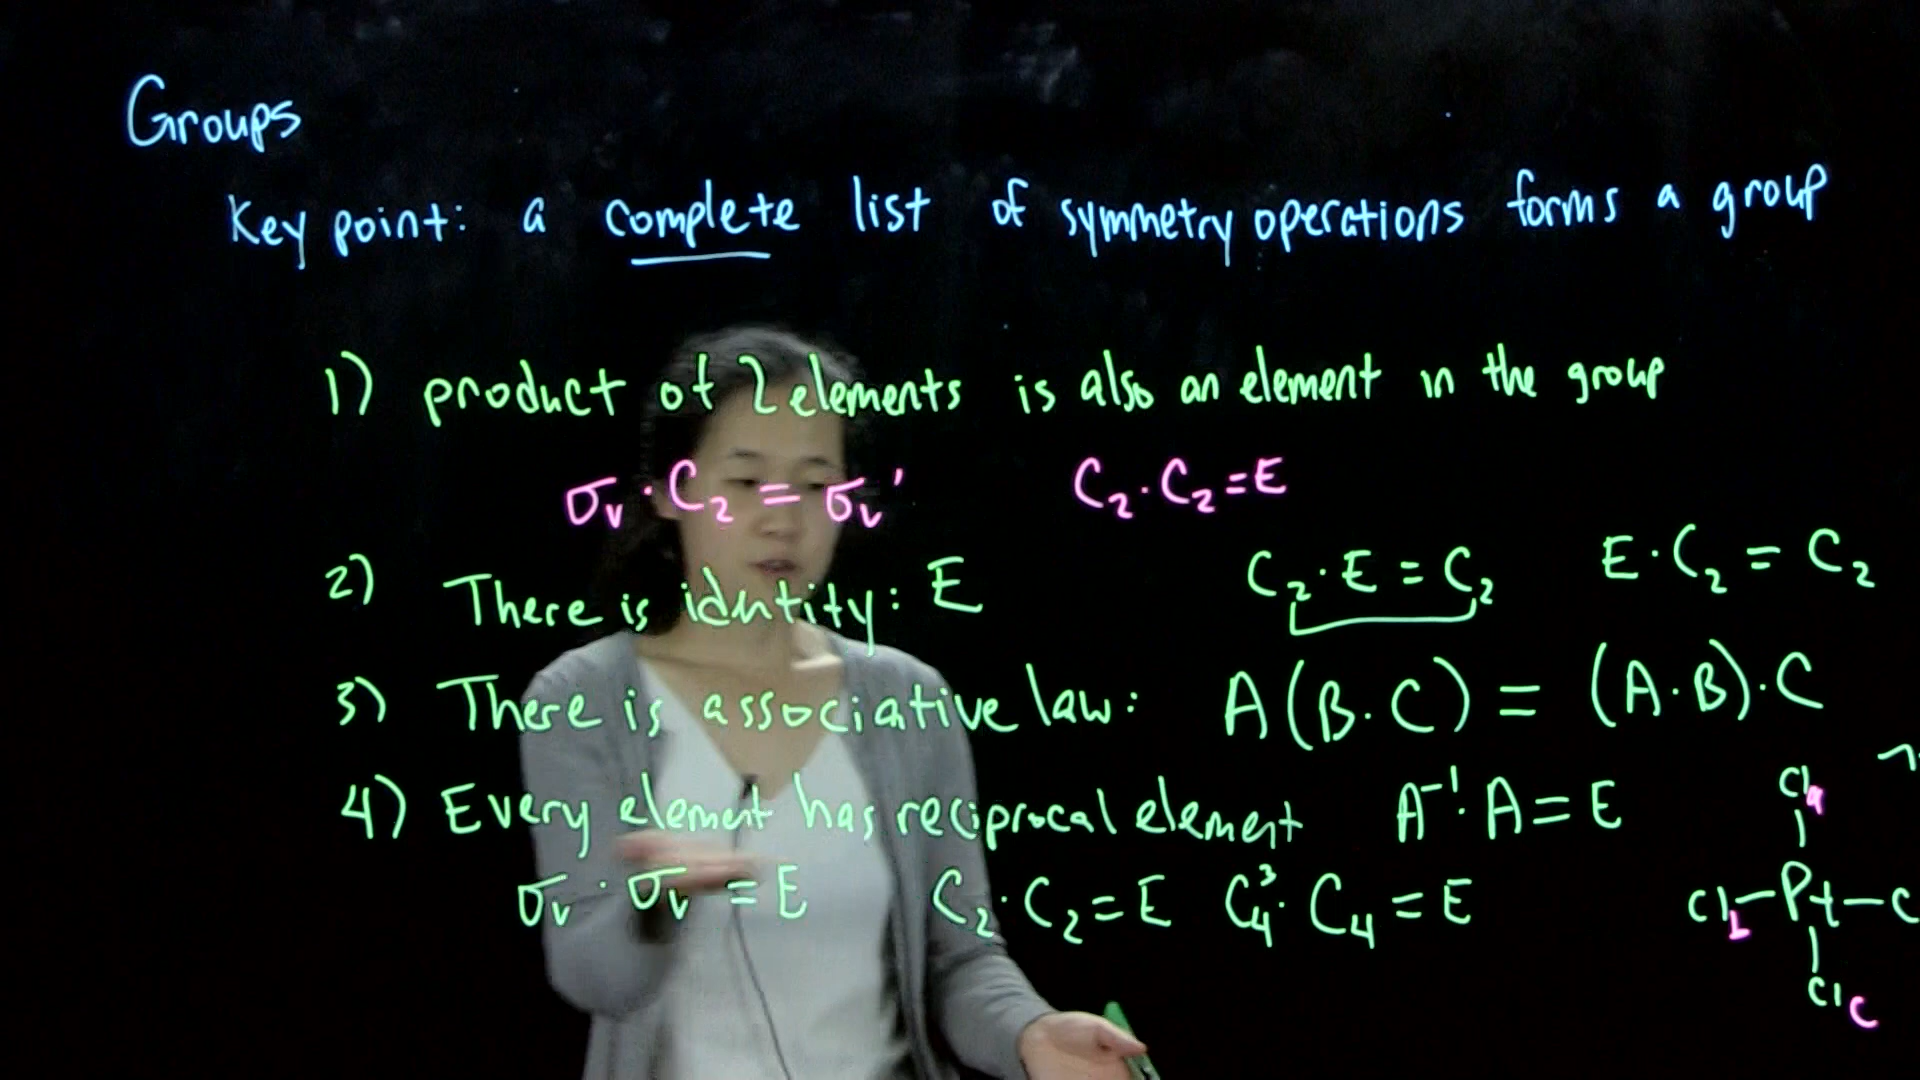 Groups
Key point: a complete list of symmetry operations forms a group
1) product of 2 elements is also an element in the group
σv · C2 = σv' C2 · C2 = E
2) There is identity: E C2 · E = C2 E · C2 = C2
3) There is associative law: A(B · C) = (A · B) · C
4) Every element has reciprocal element A⁻¹ · A = E
σv · σv = E C2 · C2 = E C4³ · C4 = E
Cla
Cl-Pt-C
Clc